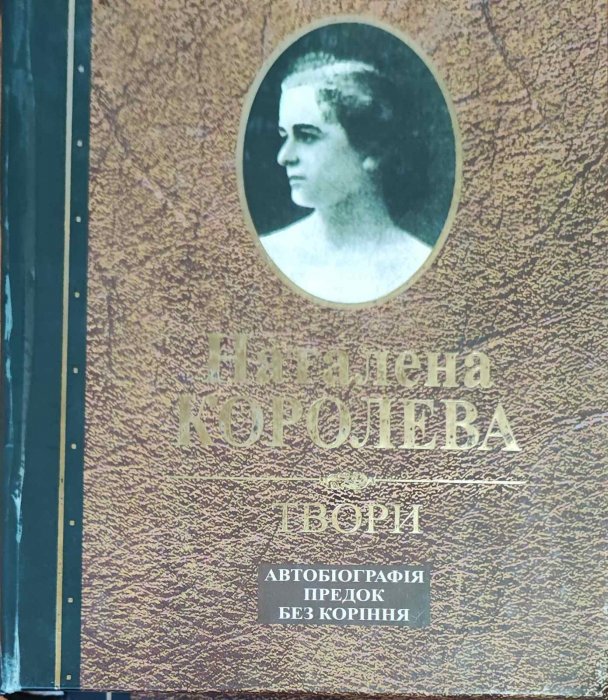 Наталена
КОРОЛЕВА
ТВОРИ
АВТОБІОГРАФІЯ
ПРЕДОК
БЕЗ КОРІННЯ